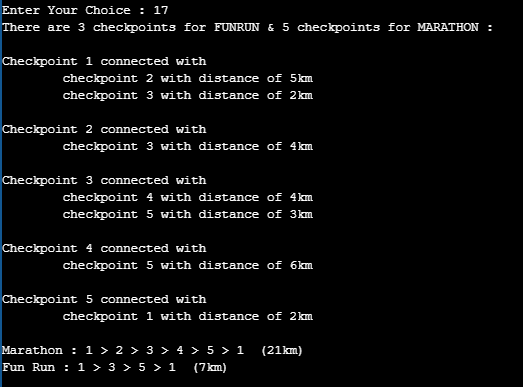 Enter Your Choice : 17
There are 3 checkpoints for FUNRUN & 5 checkpoints for MARATHON :
Checkpoint 1 connected with
checkpoint 2 with distance of 5km
checkpoint 3 with distance of 2km
Checkpoint 2 connected with
checkpoint 3 with distance of 4km
Checkpoint 3 connected with
checkpoint 4 with distance of 4km
checkpoint 5 with distance of 3km
Checkpoint 4 connected with
checkpoint 5 with distance of 6km
Checkpoint 5 connected with
checkpoint 1 with distance of 2km
Marathon : 1 > 2 > 3 > 4 > 5 > 1 (21km)
Fun Run : 1 > 3 > 5 > 1 (7km)